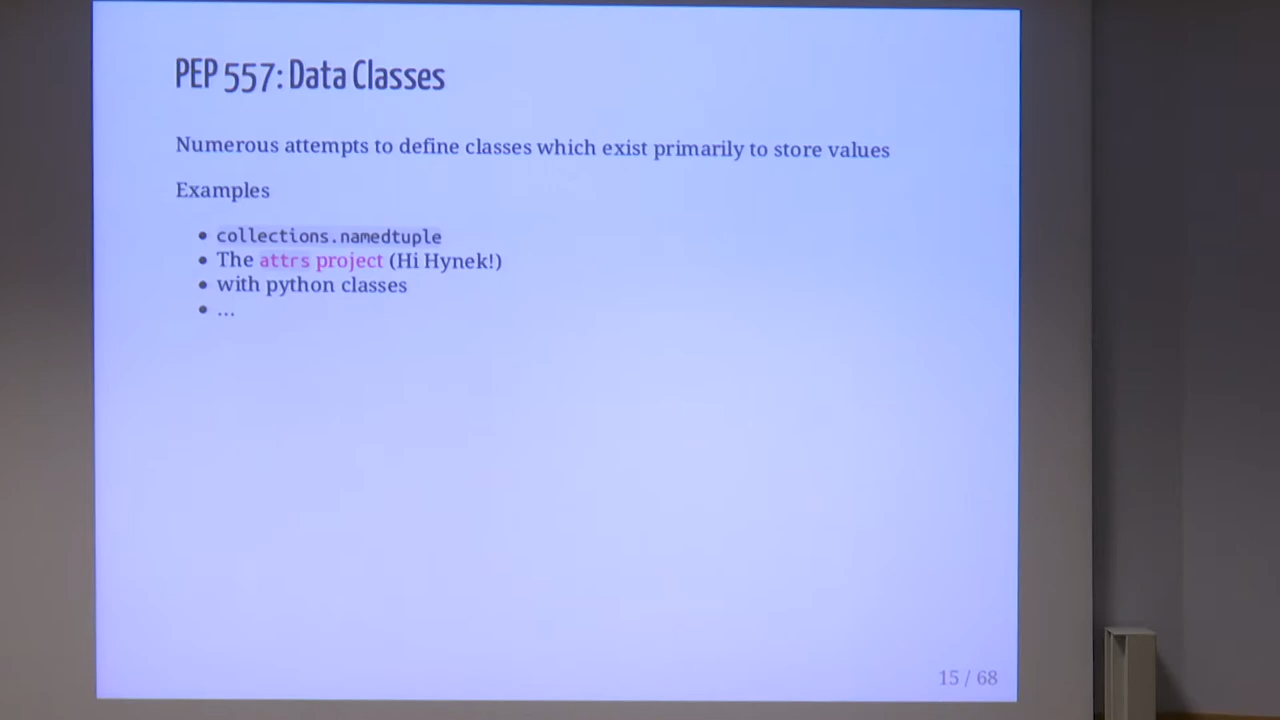 PEP 557: Data Classes
Numerous attempts to define classes which exist primarily to store values
Examples
• collections.namedtuple
• The attrs project (Hi Hynek!)
• with python classes
• ...
15 / 68